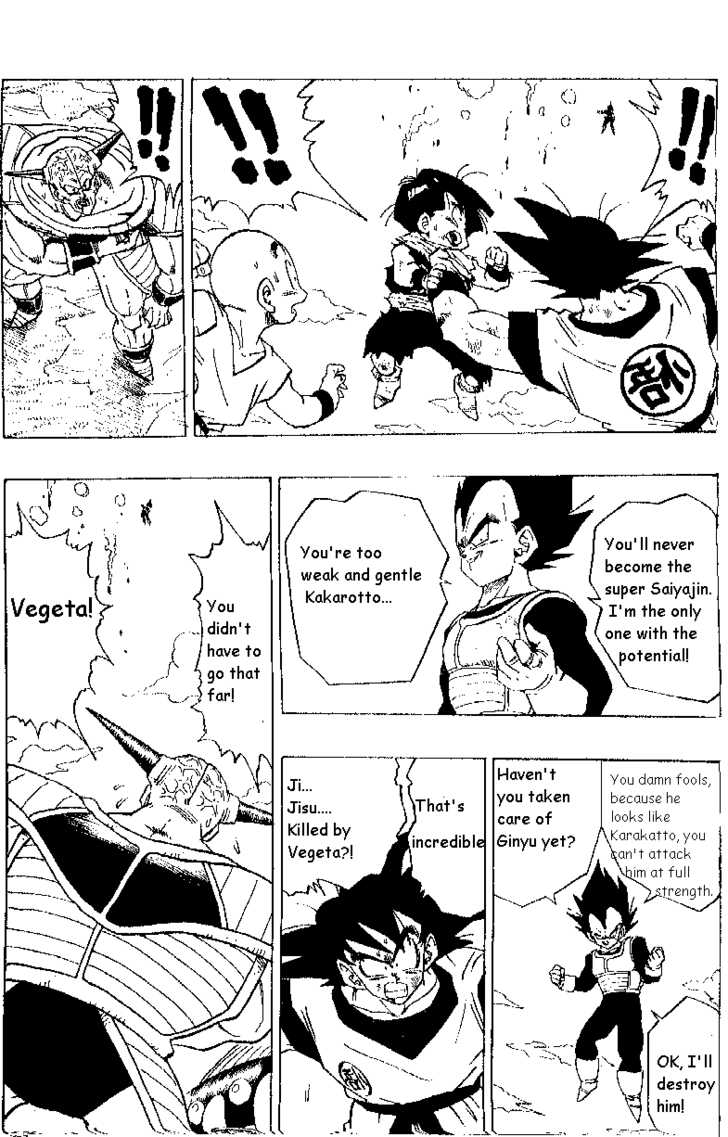 !!
!!
!!
Vegeta!
You
didn't
have to
go that
far!
You're too
weak and gentle
Kakarotto...
You'll never
become the
super Saiyajin.
I'm the only
one with the
potential!
Ji...
Jisu....
Killed by
Vegeta?!
That's
incredible
Haven't
you taken
care of
Ginyu yet?
You damn fools,
because he
looks like
Karakatto, you
can't attack
him at full
strength.
OK, I'll
destroy
him!